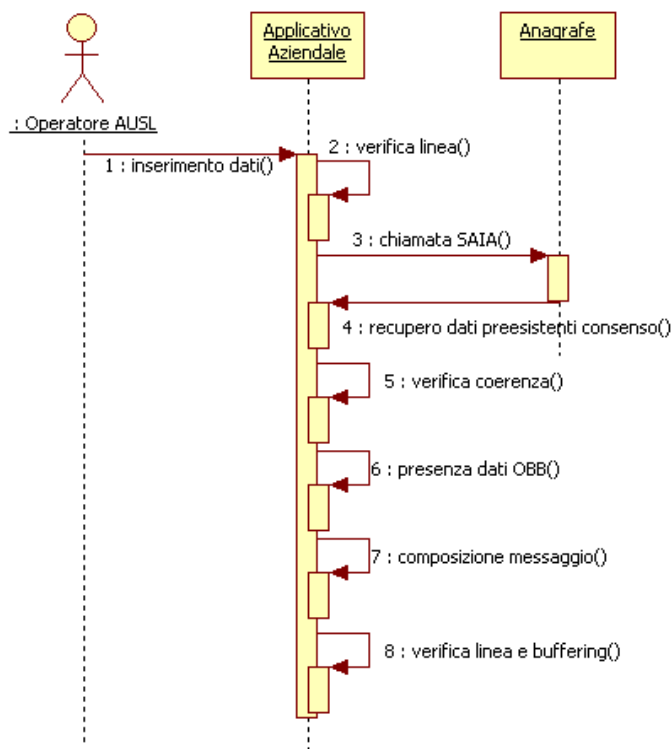 Applicativo
Aziendale
Anagrafe
: Operatore AUSL
1 : inserimento dati()
2 : verifica linea()
3 : chiamata SAIA()
4 : recupero dati preesistenti consenso()
5 : verifica coerenza()
6 : presenza dati OBB()
7 : composizione messaggio()
8 : verifica linea e buffering()